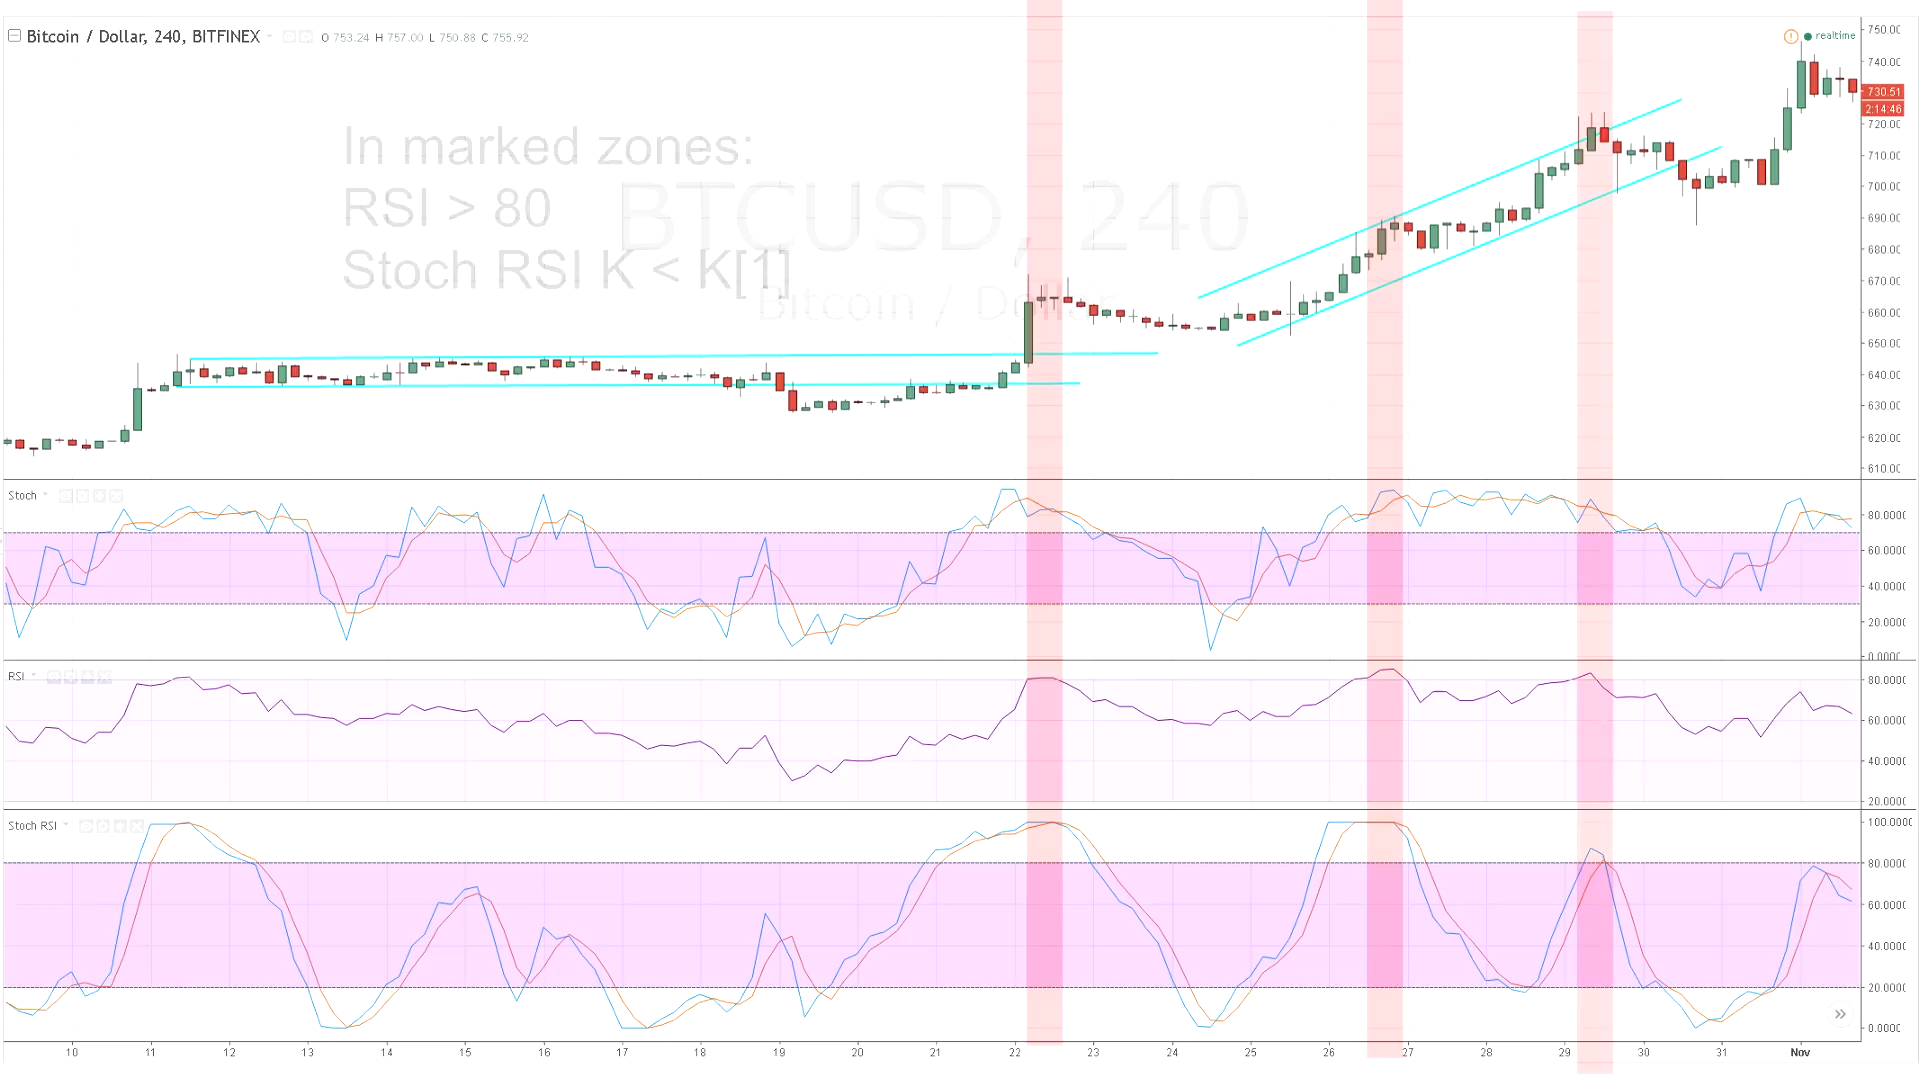 Bitcoin / Dollar, 240, BITFINEX O 753.24 H 757.00 L 750.88 C 755.92
realtime
In marked zones:
RSI > 80
Stoch RSI K < K[1]
BTCUSD, 240
Bitcoin / Dollar
750.00
740.00
730.51
2:14:46
720.00
710.00
700.00
690.00
680.00
670.00
660.00
650.00
640.00
630.00
620.00
610.00
Stoch
80.0000
60.0000
40.0000
20.0000
0.0000
RSI
80.0000
60.0000
40.0000
20.0000
Stoch RSI
100.0000
80.0000
60.0000
40.0000
20.0000
0.0000
10 11 12 13 14 15 16 17 18 19 20 21 22 23 24 25 26 27 28 29 30 31 Nov